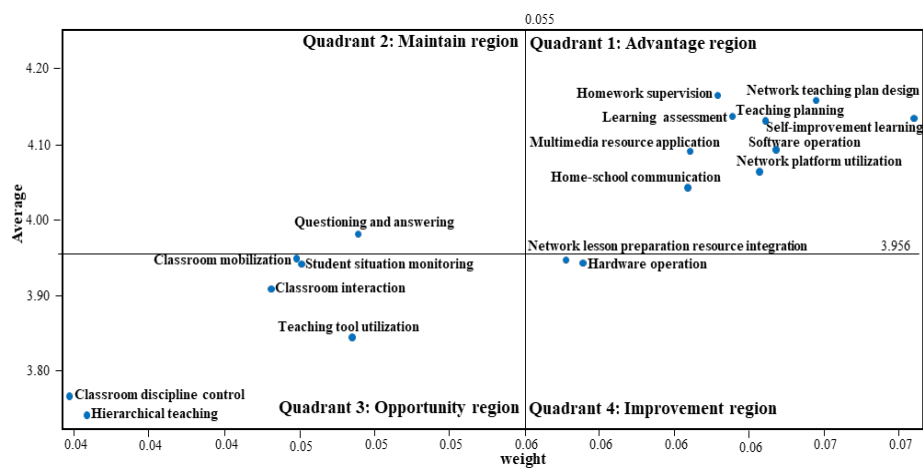 0.055
Quadrant 2: Maintain region
Quadrant 1: Advantage region
4.20
Homework supervision
Network teaching plan design
Learning assessment
Teaching planning
Self-improvement learning
4.10
Multimedia resource application
Software operation
Network platform utilization
Home-school communication
Average
4.00
Questioning and answering
Network lesson preparation resource integration
3.956
Classroom mobilization
Student situation monitoring
Hardware operation
3.90
Classroom interaction
Teaching tool utilization
3.80
Classroom discipline control
Hierarchical teaching
Quadrant 3: Opportunity region
Quadrant 4: Improvement region
0.04
0.04
0.04
0.05
0.05
0.05
0.06
0.06
0.06
0.06
0.07
0.07
weight